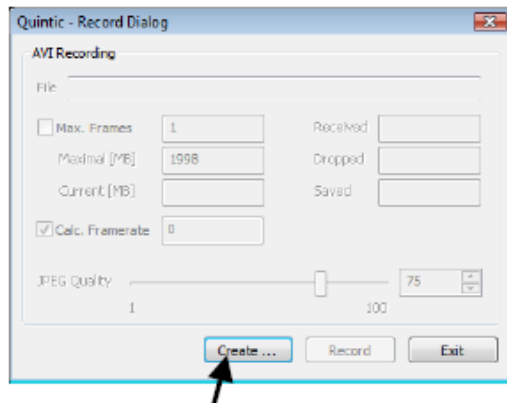 Quintic - Record Dialog
AVI Recording
File
Max. Frames 1 Received
Maximal [MB] 1998 Dropped
Current [MB] Saved
Calc. Framerate 0
JPEG Quality 75
1 100
Create ... Record Exit